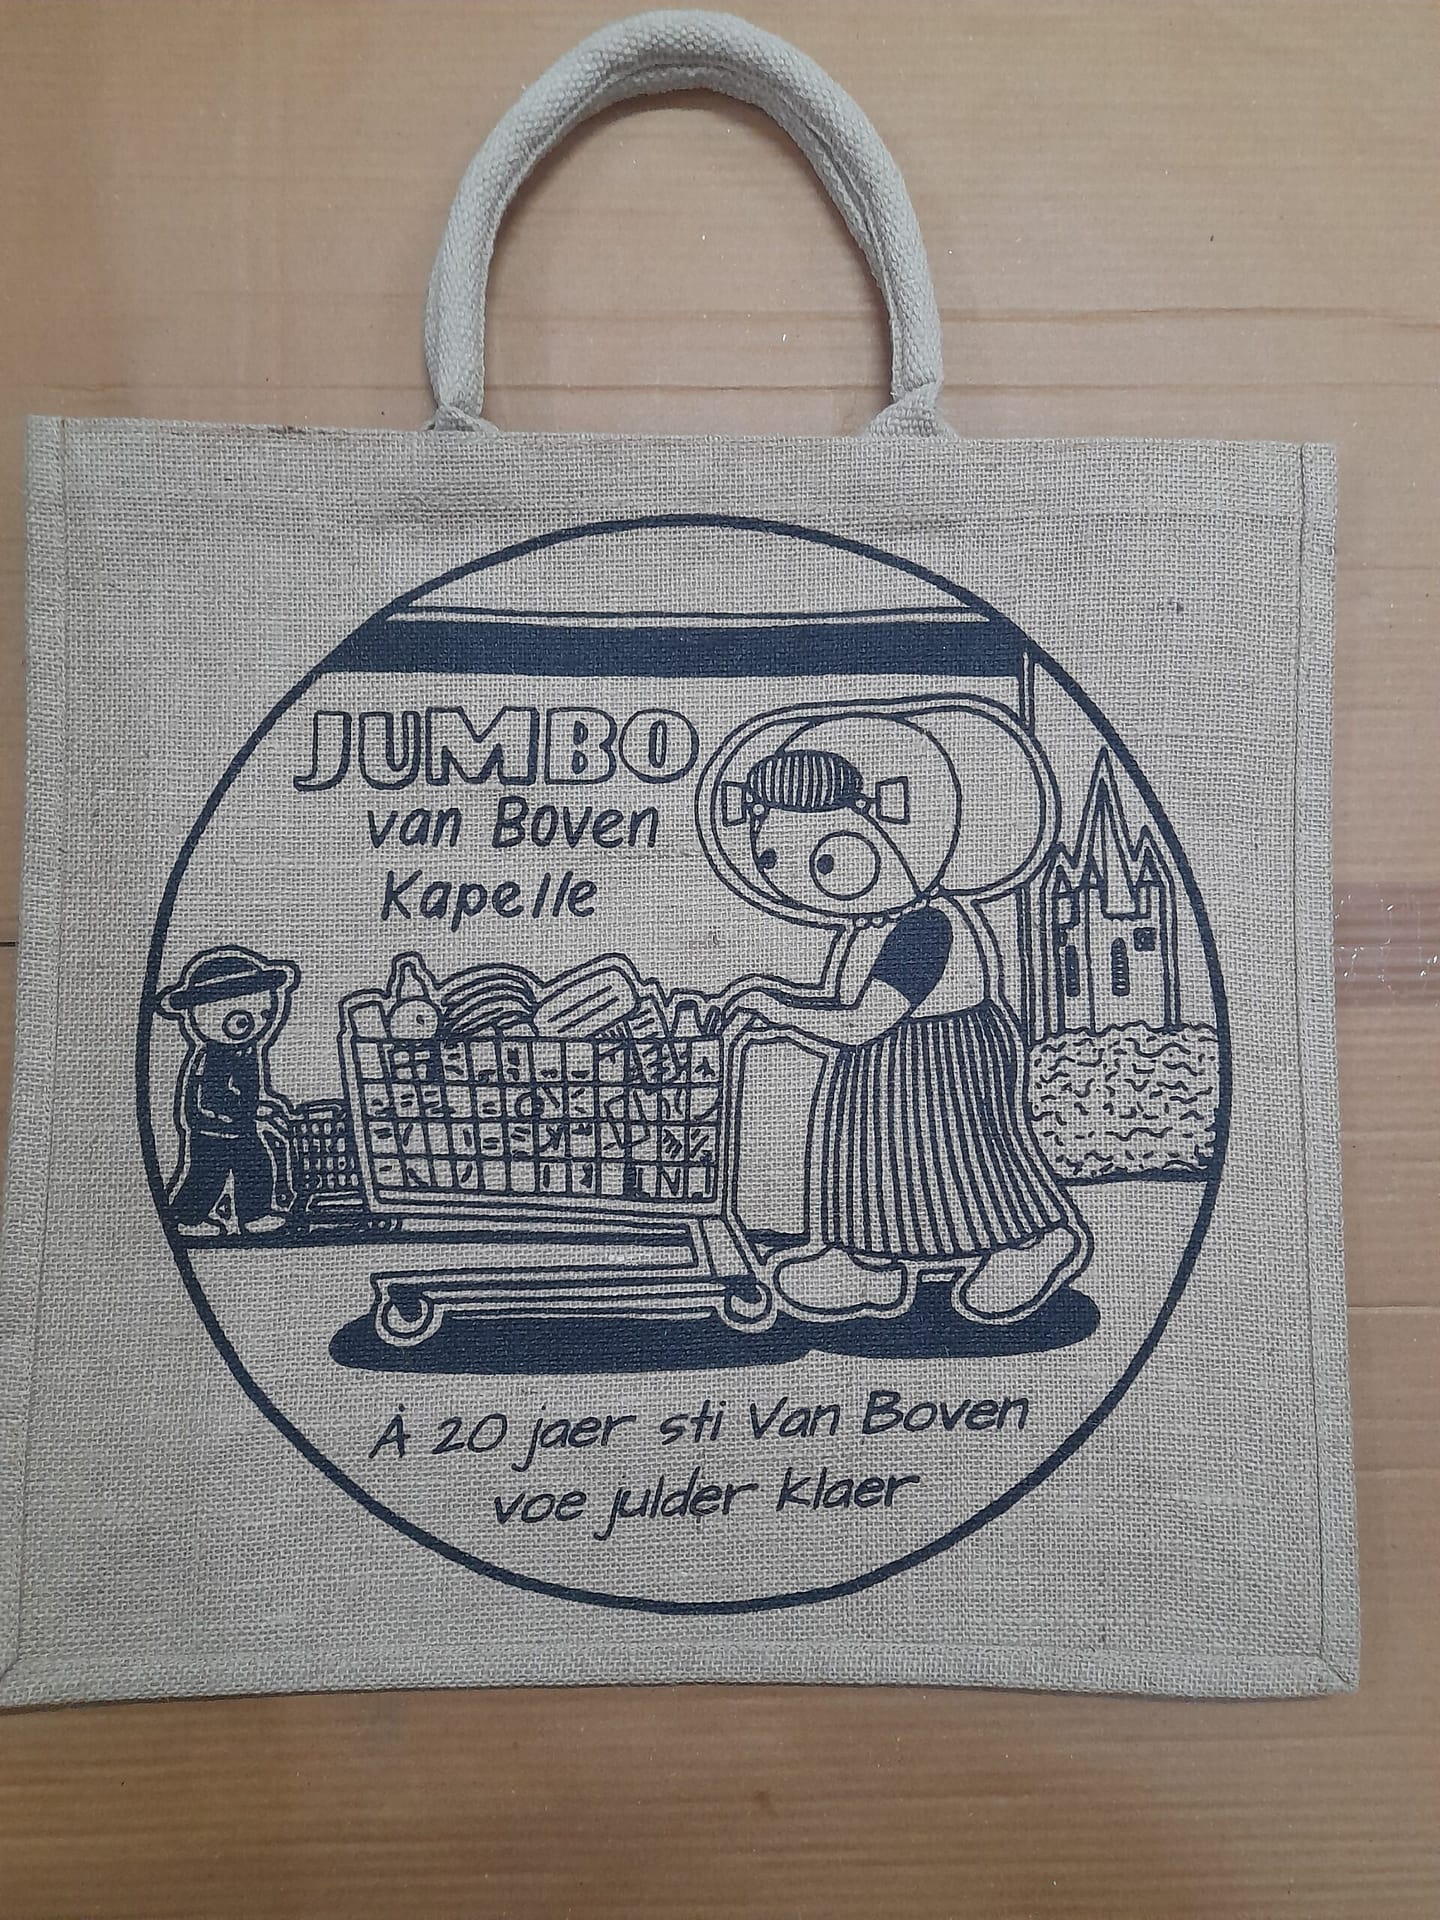 JUMBO
van Boven
Kapelle
À 20 jaer sti Van Boven
voe julder klaer